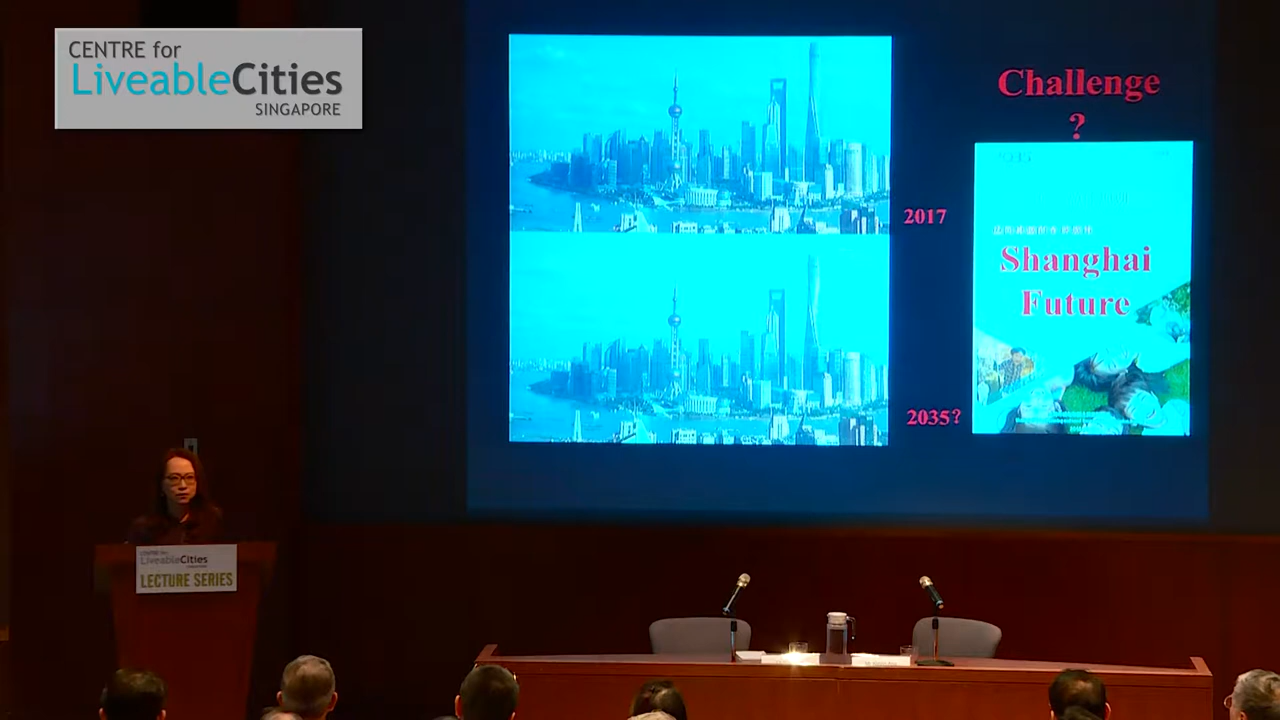 CENTRE for
LiveableCities
SINGAPORE
Challenge
?
2017
2035?
Shanghai
Future
LiveableCities
LECTURE SERIES